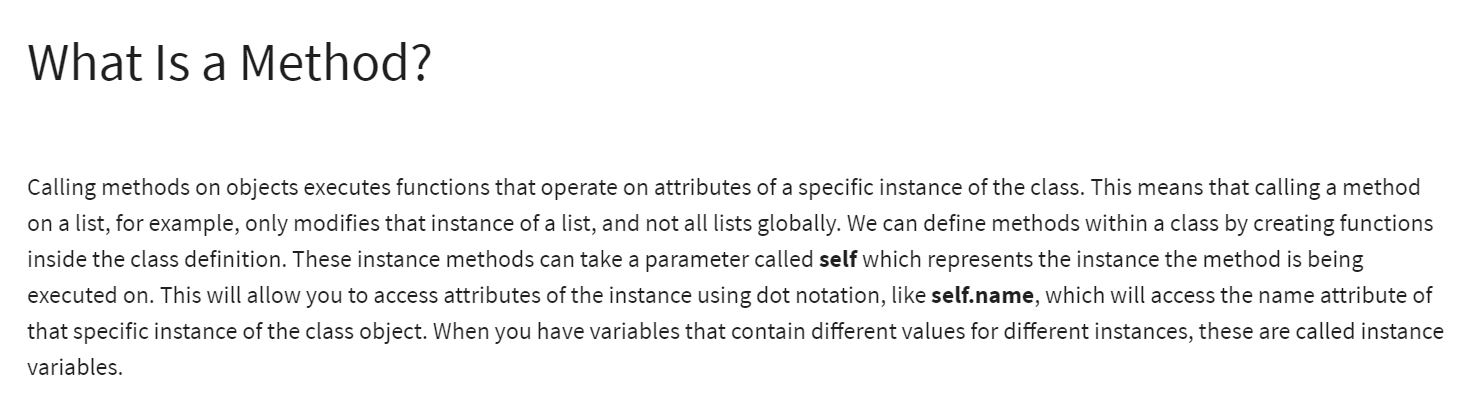 What Is a Method?
Calling methods on objects executes functions that operate on attributes of a specific instance of the class. This means that calling a method
on a list, for example, only modifies that instance of a list, and not all lists globally. We can define methods within a class by creating functions
inside the class definition. These instance methods can take a parameter called self which represents the instance the method is being
executed on. This will allow you to access attributes of the instance using dot notation, like self.name, which will access the name attribute of
that specific instance of the class object. When you have variables that contain different values for different instances, these are called instance
variables.